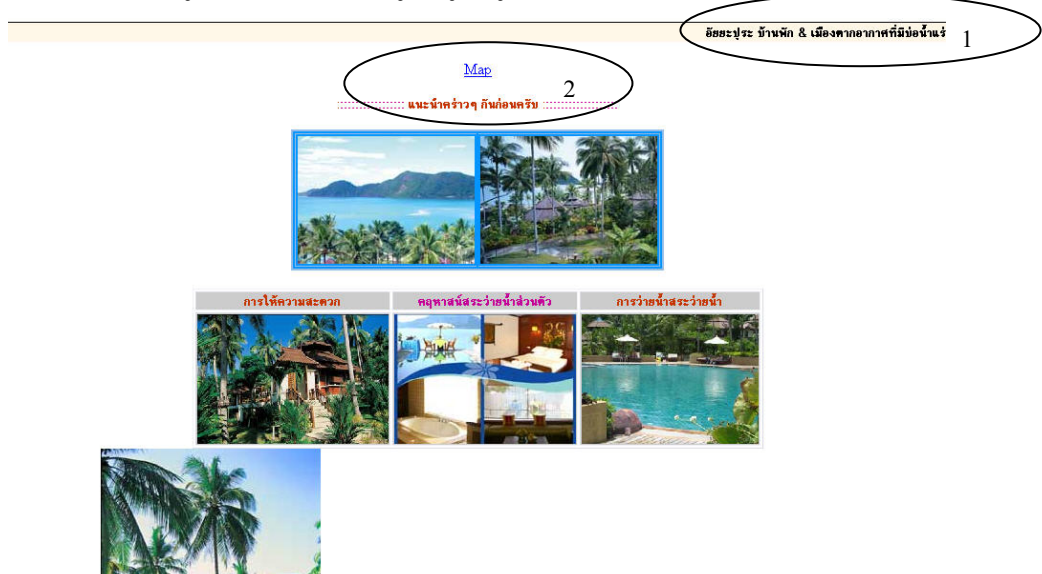 อัยยะปุระ บ้านพัก & เมืองตากอากาศที่มีบ่อน้ำแร่
1
Map
2
แนะนำคร่าวๆ กันก่อนครับ
การให้ความสะดวก
คฤหาสน์สระว่ายน้ำส่วนตัว
การว่ายน้ำสระว่ายน้ำ